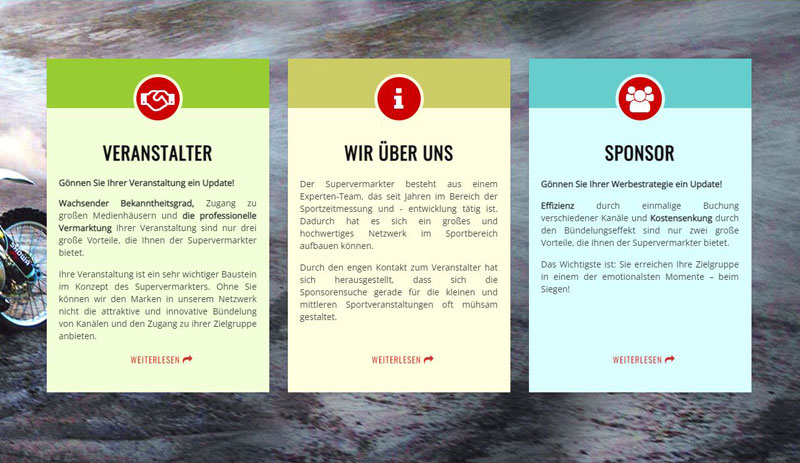 VERANSTALTER
Gönnen Sie Ihrer Veranstaltung ein Update!
Wachsender Bekanntheitsgrad, Zugang zu
großen Medienhäusern und die professionelle
Vermarktung Ihrer Veranstaltung sind nur drei
große Vorteile, die Ihnen der Supervermarkter
bietet.
Ihre Veranstaltung ist ein sehr wichtiger Baustein
im Konzept des Supervermarkters. Ohne Sie
können wir den Marken in unserem Netzwerk
nicht die attraktive und innovative Bündelung
von Kanälen und den Zugang zu ihrer Zielgruppe
anbieten.
WEITERLESEN
WIR ÜBER UNS
Der Supervermarkter besteht aus einem
Experten-Team, das seit Jahren im Bereich der
Sportzeitmessung und - entwicklung tätig ist.
Dadurch hat es sich ein großes und
hochwertiges Netzwerk im Sportbereich
aufbauen können.
Durch den engen Kontakt zum Veranstalter hat
sich herausgestellt, dass sich die
Sponsorensuche gerade für die kleinen und
mittleren Sportveranstaltungen oft mühsam
gestaltet.
WEITERLESEN
SPONSOR
Gönnen Sie Ihrer Werbestrategie ein Update!
Effizienz durch einmalige Buchung
verschiedener Kanäle und Kostensenkung durch
den Bündelungseffekt sind nur zwei große
Vorteile, die Ihnen der Supervermarkter bietet.
Das Wichtigste ist: Sie erreichen Ihre Zielgruppe
in einem der emotionalsten Momente – beim
Siegen!
WEITERLESEN